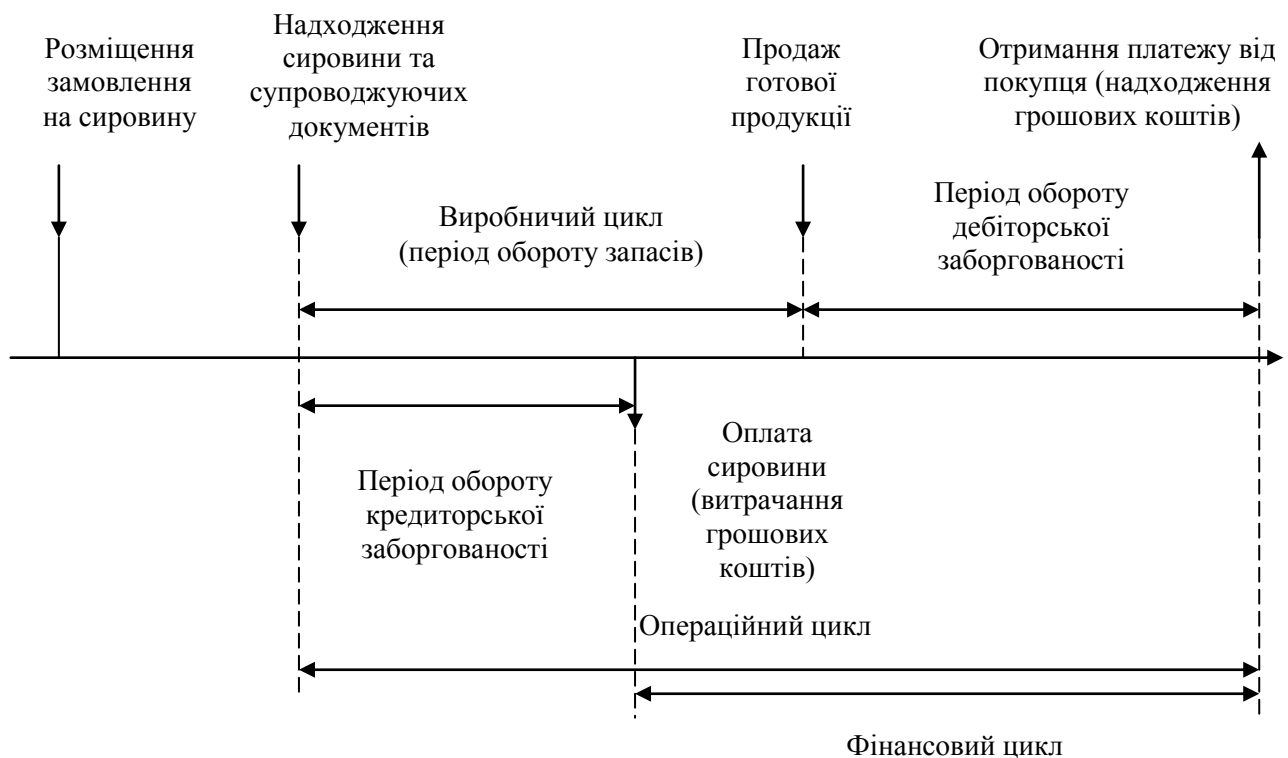 Розміщення
замовлення
на сировину
Надходження
сировини та
супроводжуючих
документів
Продаж
готової
продукції
Отримання платежу від
покупця (надходження
грошових коштів)
Виробничий цикл
(період обороту запасів)
Період обороту
дебіторської
заборгованості
Період обороту
кредиторської
заборгованості
Оплата
сировини
(витрачання
грошових
коштів)
Операційний цикл
Фінансовий цикл